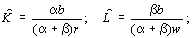 K̂ = αb / (α + β)r ;   L̂ = βb / (α + β)w ;